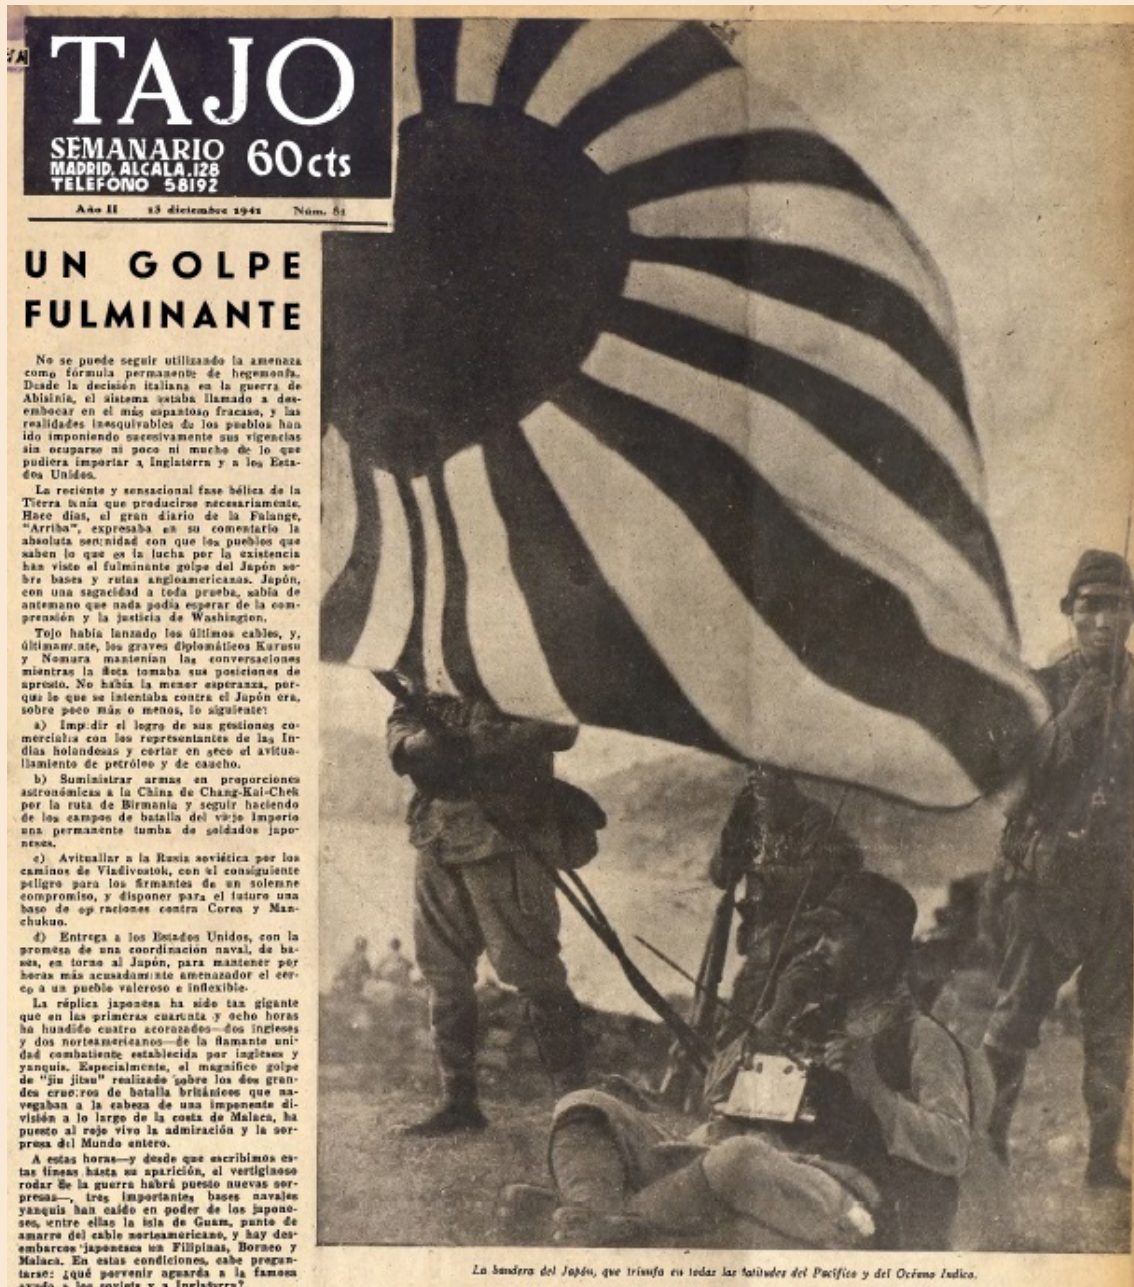 TAJO
SEMANARIO
MADRID, ALCALA, 128
TELEFONO 58192
60 cts
Año II 13 diciembre 1941 Núm. 81
UN GOLPE
FULMINANTE
No se puede seguir utilizando la amenaza
como fórmula permanente de hegemonía.
Desde la decisión italiana en la guerra de
Abisinia, el sistema estaba llamado a des-
embocar en el más espantoso fracaso, y las
realidades inesquivables de los pueblos han
ido imponiendo sucesivamente sus vigencias
sin ocuparse ni poco ni mucho de lo que
pudiera importar a Inglaterra y a los Esta-
dos Unidos.
La reciente y sensacional fase bélica de la
Tierra tenía que producirse necesariamente.
Hace días, el gran diario de la Falange,
"Arriba", expresaba en su comentario la
absoluta serenidad con que los pueblos que
saben lo que es la lucha por la existencia
han visto el fulminante golpe del Japón so-
bre bases y rutas angloamericanas. Japón,
con una sagacidad a toda prueba, sabía de
antemano que nada podía esperar de la com-
prensión y la justicia de Washington.
Tojo había lanzado los últimos cables, y,
últimamente, los graves diplomáticos Kurusu
y Nomura mantenían las conversaciones
mientras la flota tomaba sus posiciones de
apresto. No había la menor esperanza, por-
que lo que se intentaba contra el Japón era,
sobre poco más o menos, lo siguiente:
a) Impedir el logro de sus gestiones co-
merciales con los representantes de las In-
dias holandesas y cortar en seco el avitua-
llamiento de petróleo y de caucho.
b) Suministrar armas en proporciones
astronómicas a la China de Chang-Kai-Chek
por la ruta de Birmania y seguir haciendo
de los campos de batalla del viejo Imperio
una permanente tumba de soldados japo-
neses.
c) Avituallar a la Rusia soviética por los
caminos de Vladivostok, con el consiguiente
peligro para los firmantes de un solemne
compromiso, y disponer para el futuro una
base de operaciones contra Corea y Man-
chukuo.
d) Entrega a los Estados Unidos, con la
promesa de una coordinación naval, de ba-
ses, en torno al Japón, para mantener por
horas más acusadamente amenazador el cer-
co a un pueblo valeroso e inflexible.
La réplica japonesa ha sido tan gigante
que en las primeras cuarenta y ocho horas
ha hundido cuatro acorazados—dos ingleses
y dos norteamericanos—de la flamante uni-
dad combatiente establecida por ingleses y
yanquis. Especialmente, el magnífico golpe
de "jiu jitsu" realizado sobre los dos gran-
des cruceros de batalla británicos que na-
vegaban a la cabeza de una imponente di-
visión a lo largo de la costa de Malaca, ha
puesto al rojo vivo la admiración y la sor-
presa del Mundo entero.
A estas horas—y desde que escribimos es-
tas líneas hasta su aparición, el vertiginoso
rodar de la guerra habrá puesto nuevas sor-
presas—, tres importantes bases navales
yanquis han caído en poder de los japone-
ses, entre ellas la isla de Guam, punto de
amarre del cable norteamericano, y hay des-
embarcos japoneses en Filipinas, Borneo y
Malaca. En estas condiciones, cabe pregun-
tarse: ¿qué porvenir aguarda a la famosa
ayuda a los soviets y a Inglaterra?
La bandera del Japón, que triunfa en todas las latitudes del Pacífico y del Océano Indico.